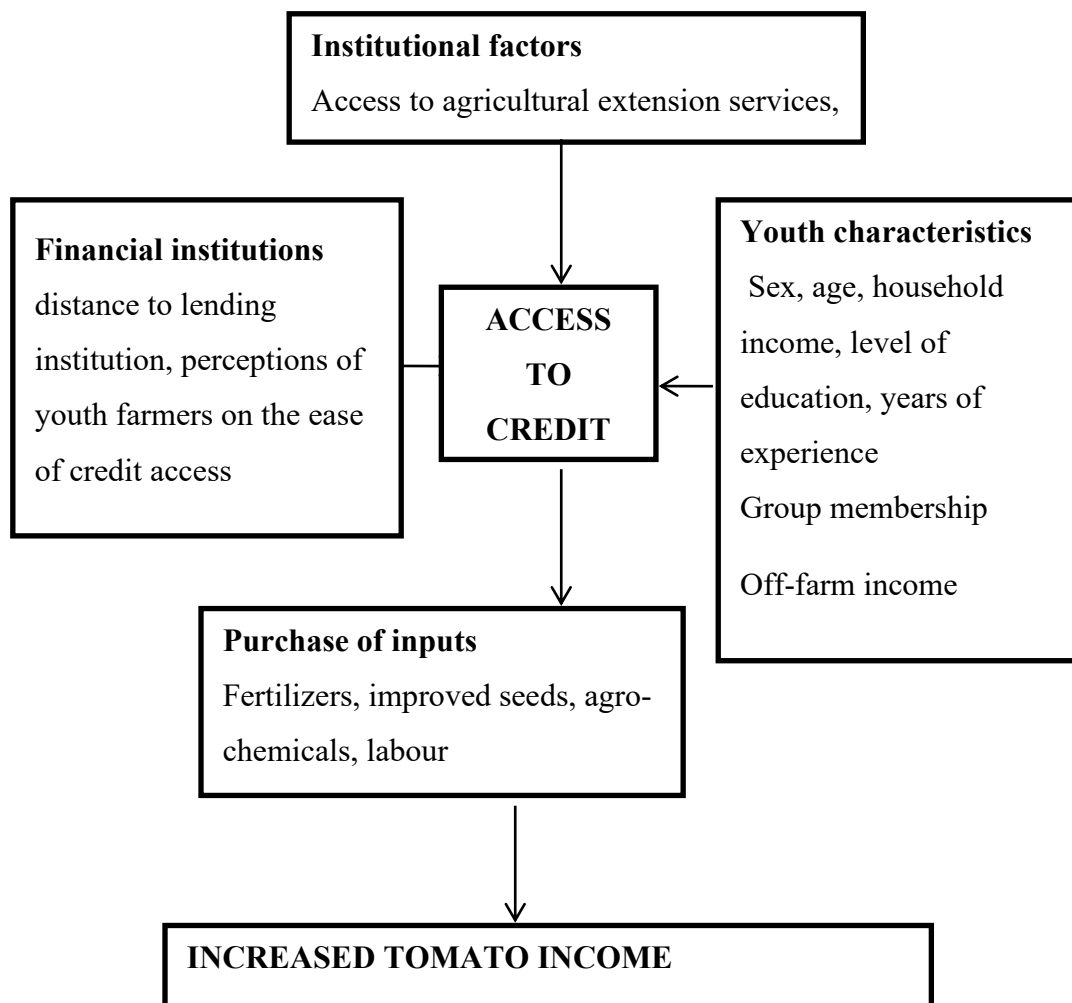 Institutional factors
Access to agricultural extension services,
Financial institutions
distance to lending
institution, perceptions of
youth farmers on the ease
of credit access
ACCESS
TO
CREDIT
Youth characteristics
Sex, age, household
income, level of
education, years of
experience
Group membership
Off-farm income
Purchase of inputs
Fertilizers, improved seeds, agro-
chemicals, labour
INCREASED TOMATO INCOME